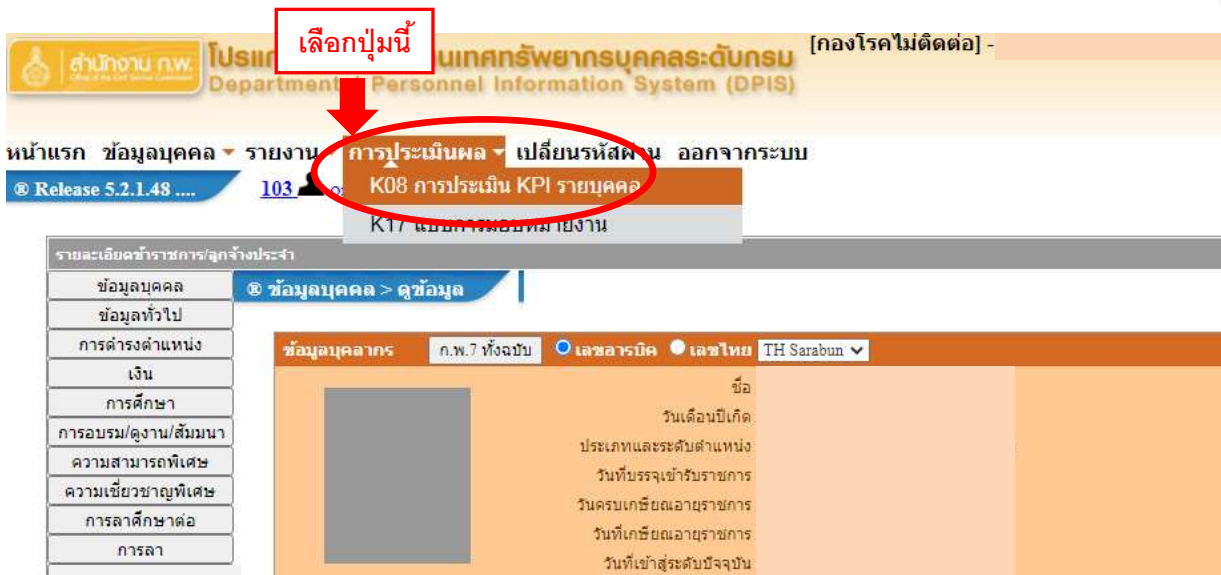 เลือกปุ่มนี้
[กองโรคไม่ติดต่อ] -
สำนักงาน ก.พ.
นเทศทรัพยากรบุคคลระดับกรม
Department Personnel Information System (DPIS)
หน้าแรก ข้อมูลบุคคล รายงาน การประเมินผล เปลี่ยนรหัสผ่าน ออกจากระบบ
® Release 5.2.1.48 .... 103
K08 การประเมิน KPI รายบุคคล
K17 แบบการมอบหมายงาน
รายละเอียดข้าราชการ/ลูกจ้างประจำ
ข้อมูลบุคคล
® ข้อมูลบุคคล > ดูข้อมูล
ข้อมูลทั่วไป
การดำรงตำแหน่ง
ข้อมูลบุคลากร ก.พ.7 ทั้งฉบับ เลขอารบิค เลขไทย TH Sarabun
เงิน
ชื่อ
การศึกษา
วันเดือนปีเกิด
การอบรม/ดูงาน/สัมมนา
ประเภทและระดับตำแหน่ง
ความสามารถพิเศษ
วันที่บรรจุเข้ารับราชการ
ความเชี่ยวชาญพิเศษ
วันครบเกษียณอายุราชการ
การลาศึกษาต่อ
วันที่เกษียณอายุราชการ
การลา
วันที่เข้าสู่ระดับปัจจุบัน